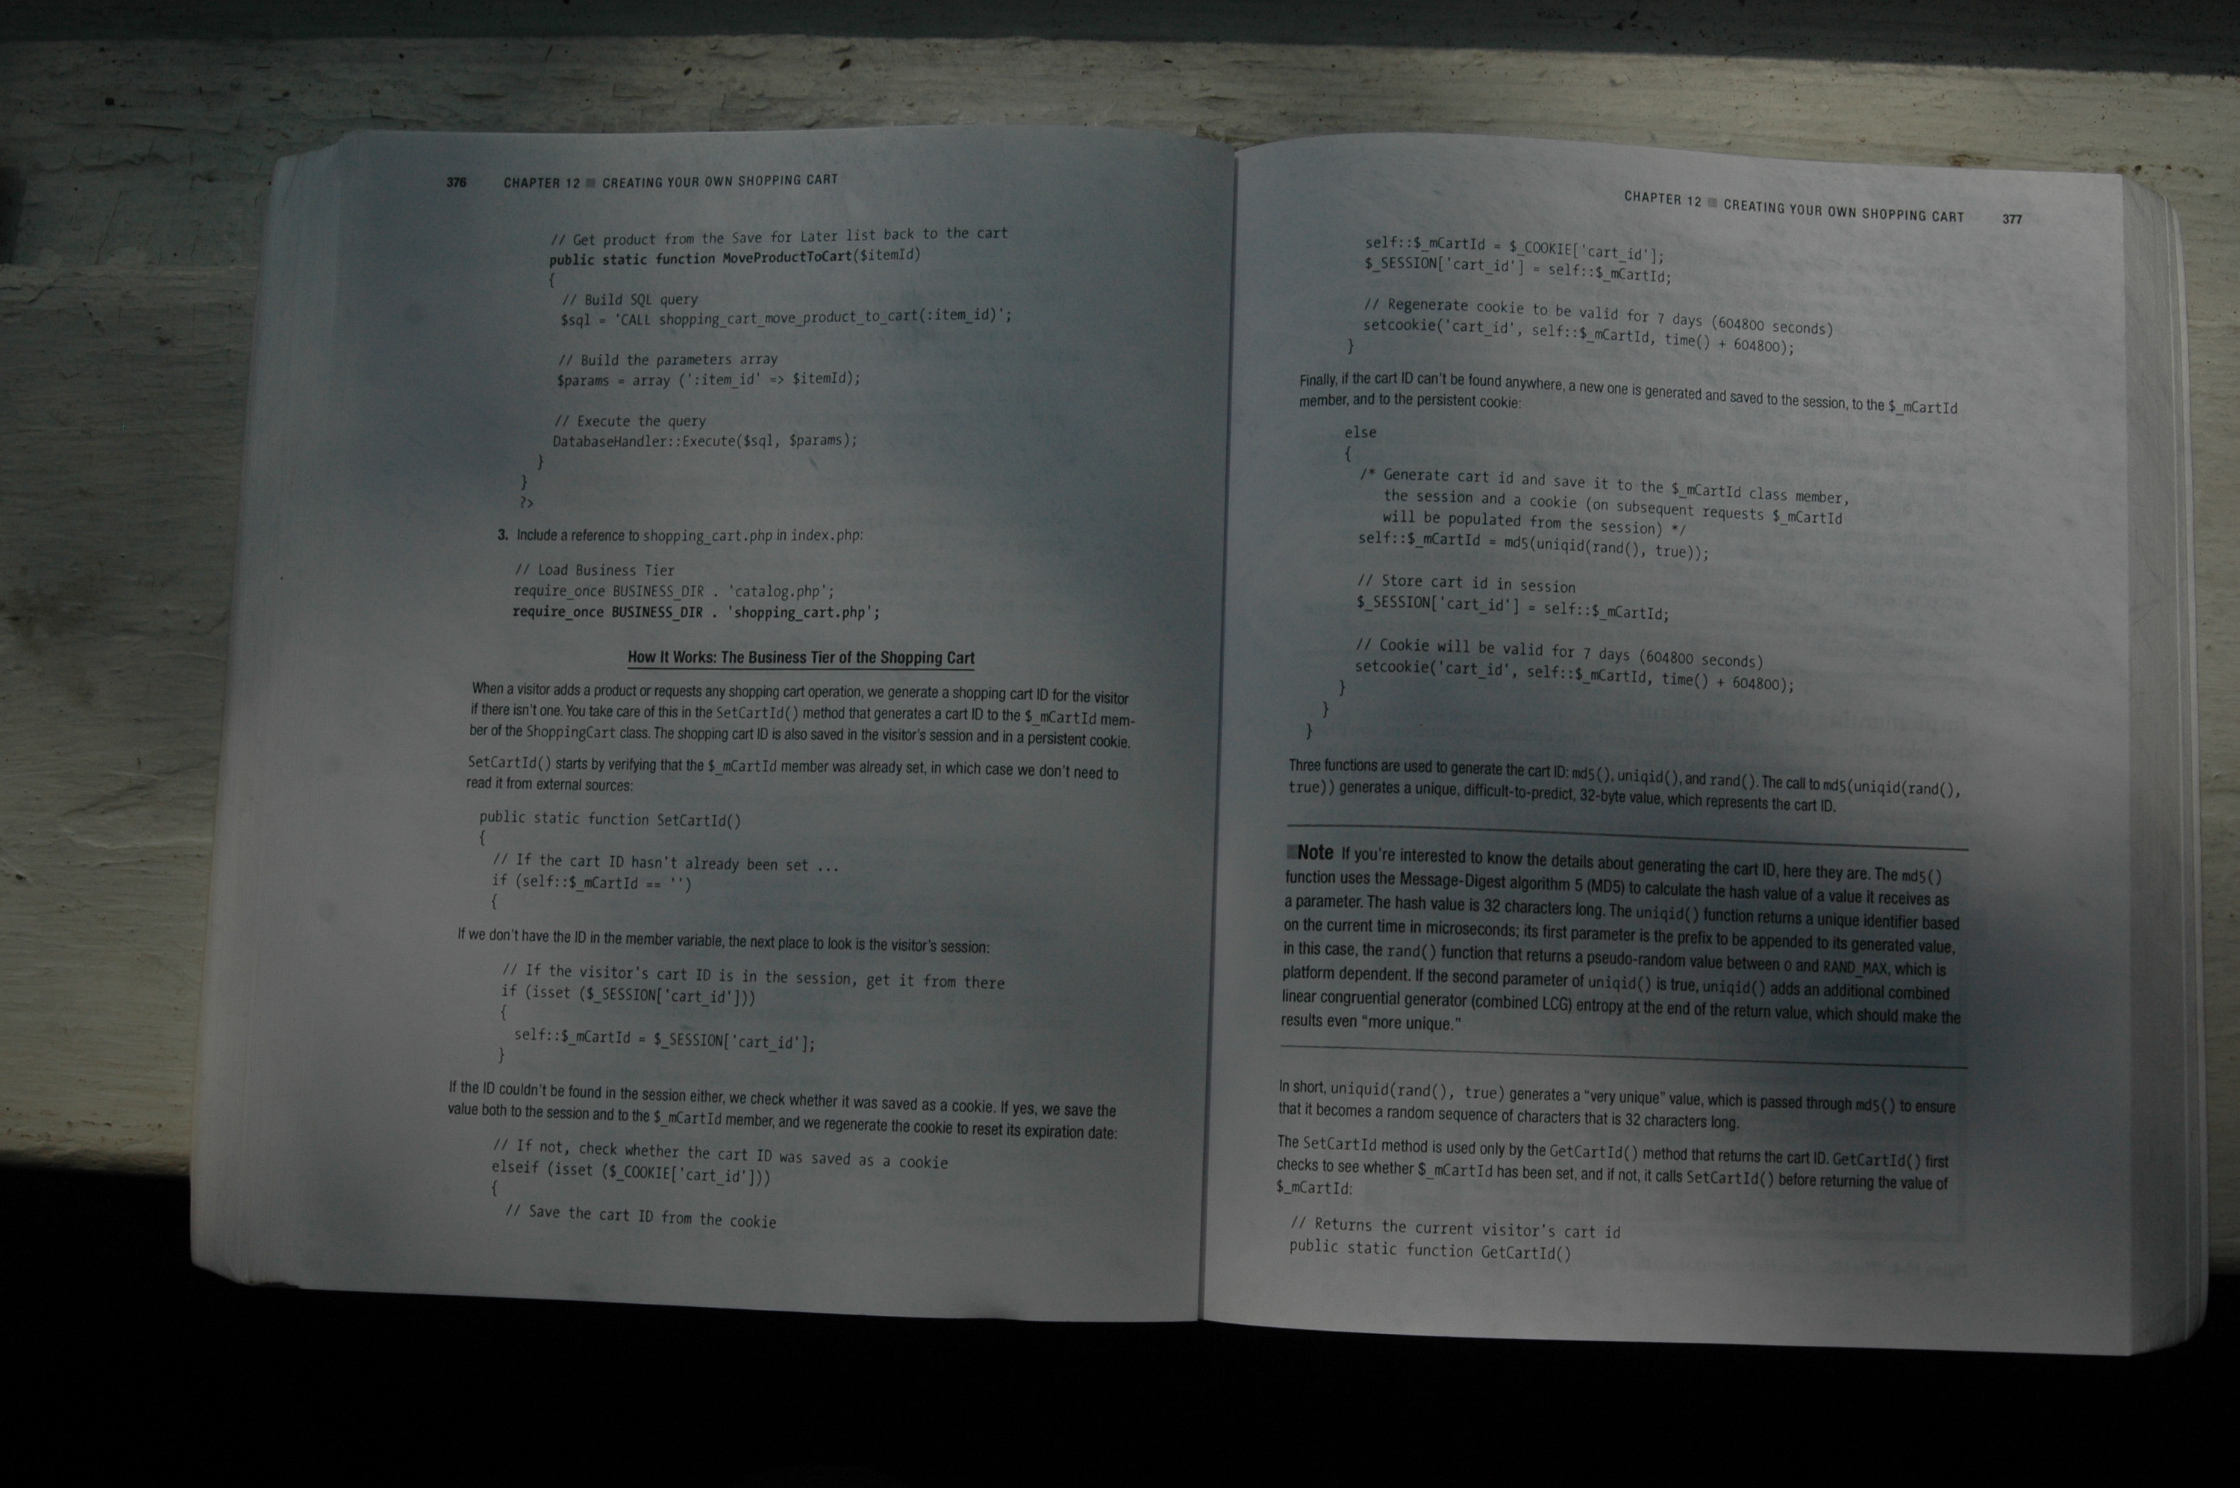 376 CHAPTER 12 ■ CREATING YOUR OWN SHOPPING CART
// Get product from the Save for Later list back to the cart
public static function MoveProductToCart($itemId)
{
// Build SQL query
$sql = 'CALL shopping_cart_move_product_to_cart(:item_id)';
// Build the parameters array
$params = array (':item_id' => $itemId);
// Execute the query
DatabaseHandler::Execute($sql, $params);
}
}
?>
3. Include a reference to shopping_cart.php in index.php:
// Load Business Tier
require_once BUSINESS_DIR . 'catalog.php';
require_once BUSINESS_DIR . 'shopping_cart.php';
How It Works: The Business Tier of the Shopping Cart
When a visitor adds a product or requests any shopping cart operation, we generate a shopping cart ID for the visitor
if there isn't one. You take care of this in the SetCartId() method that generates a cart ID to the $_mCartId mem-
ber of the ShoppingCart class. The shopping cart ID is also saved in the visitor's session and in a persistent cookie.
SetCartId() starts by verifying that the $_mCartId member was already set, in which case we don't need to
read it from external sources:
public static function SetCartId()
{
// If the cart ID hasn't already been set ...
if (self::$_mCartId == '')
{
If we don't have the ID in the member variable, the next place to look is the visitor's session:
// If the visitor's cart ID is in the session, get it from there
if (isset ($_SESSION['cart_id']))
{
self::$_mCartId = $_SESSION['cart_id'];
}
If the ID couldn't be found in the session either, we check whether it was saved as a cookie. If yes, we save the
value both to the session and to the $_mCartId member, and we regenerate the cookie to reset its expiration date:
// If not, check whether the cart ID was saved as a cookie
elseif (isset ($_COOKIE['cart_id']))
{
// Save the cart ID from the cookie
CHAPTER 12 ■ CREATING YOUR OWN SHOPPING CART 377
self::$_mCartId = $_COOKIE['cart_id'];
$_SESSION['cart_id'] = self::$_mCartId;
// Regenerate cookie to be valid for 7 days (604800 seconds)
setcookie('cart_id', self::$_mCartId, time() + 604800);
}
Finally, if the cart ID can't be found anywhere, a new one is generated and saved to the session, to the $_mCartId
member, and to the persistent cookie:
else
{
/* Generate cart id and save it to the $_mCartId class member,
the session and a cookie (on subsequent requests $_mCartId
will be populated from the session) */
self::$_mCartId = md5(uniqid(rand(), true));
// Store cart id in session
$_SESSION['cart_id'] = self::$_mCartId;
// Cookie will be valid for 7 days (604800 seconds)
setcookie('cart_id', self::$_mCartId, time() + 604800);
}
}
}
Three functions are used to generate the cart ID: md5(), uniqid(), and rand(). The call to md5(uniqid(rand(),
true)) generates a unique, difficult-to-predict, 32-byte value, which represents the cart ID.
■Note If you're interested to know the details about generating the cart ID, here they are. The md5()
function uses the Message-Digest algorithm 5 (MD5) to calculate the hash value of a value it receives as
a parameter. The hash value is 32 characters long. The uniqid() function returns a unique identifier based
on the current time in microseconds; its first parameter is the prefix to be appended to its generated value,
in this case, the rand() function that returns a pseudo-random value between 0 and RAND_MAX, which is
platform dependent. If the second parameter of uniqid() is true, uniqid() adds an additional combined
linear congruential generator (combined LCG) entropy at the end of the return value, which should make the
results even "more unique."
In short, uniquid(rand(), true) generates a "very unique" value, which is passed through md5() to ensure
that it becomes a random sequence of characters that is 32 characters long.
The SetCartId method is used only by the GetCartId() method that returns the cart ID. GetCartId() first
checks to see whether $_mCartId has been set, and if not, it calls SetCartId() before returning the value of
$_mCartId:
// Returns the current visitor's cart id
public static function GetCartId()